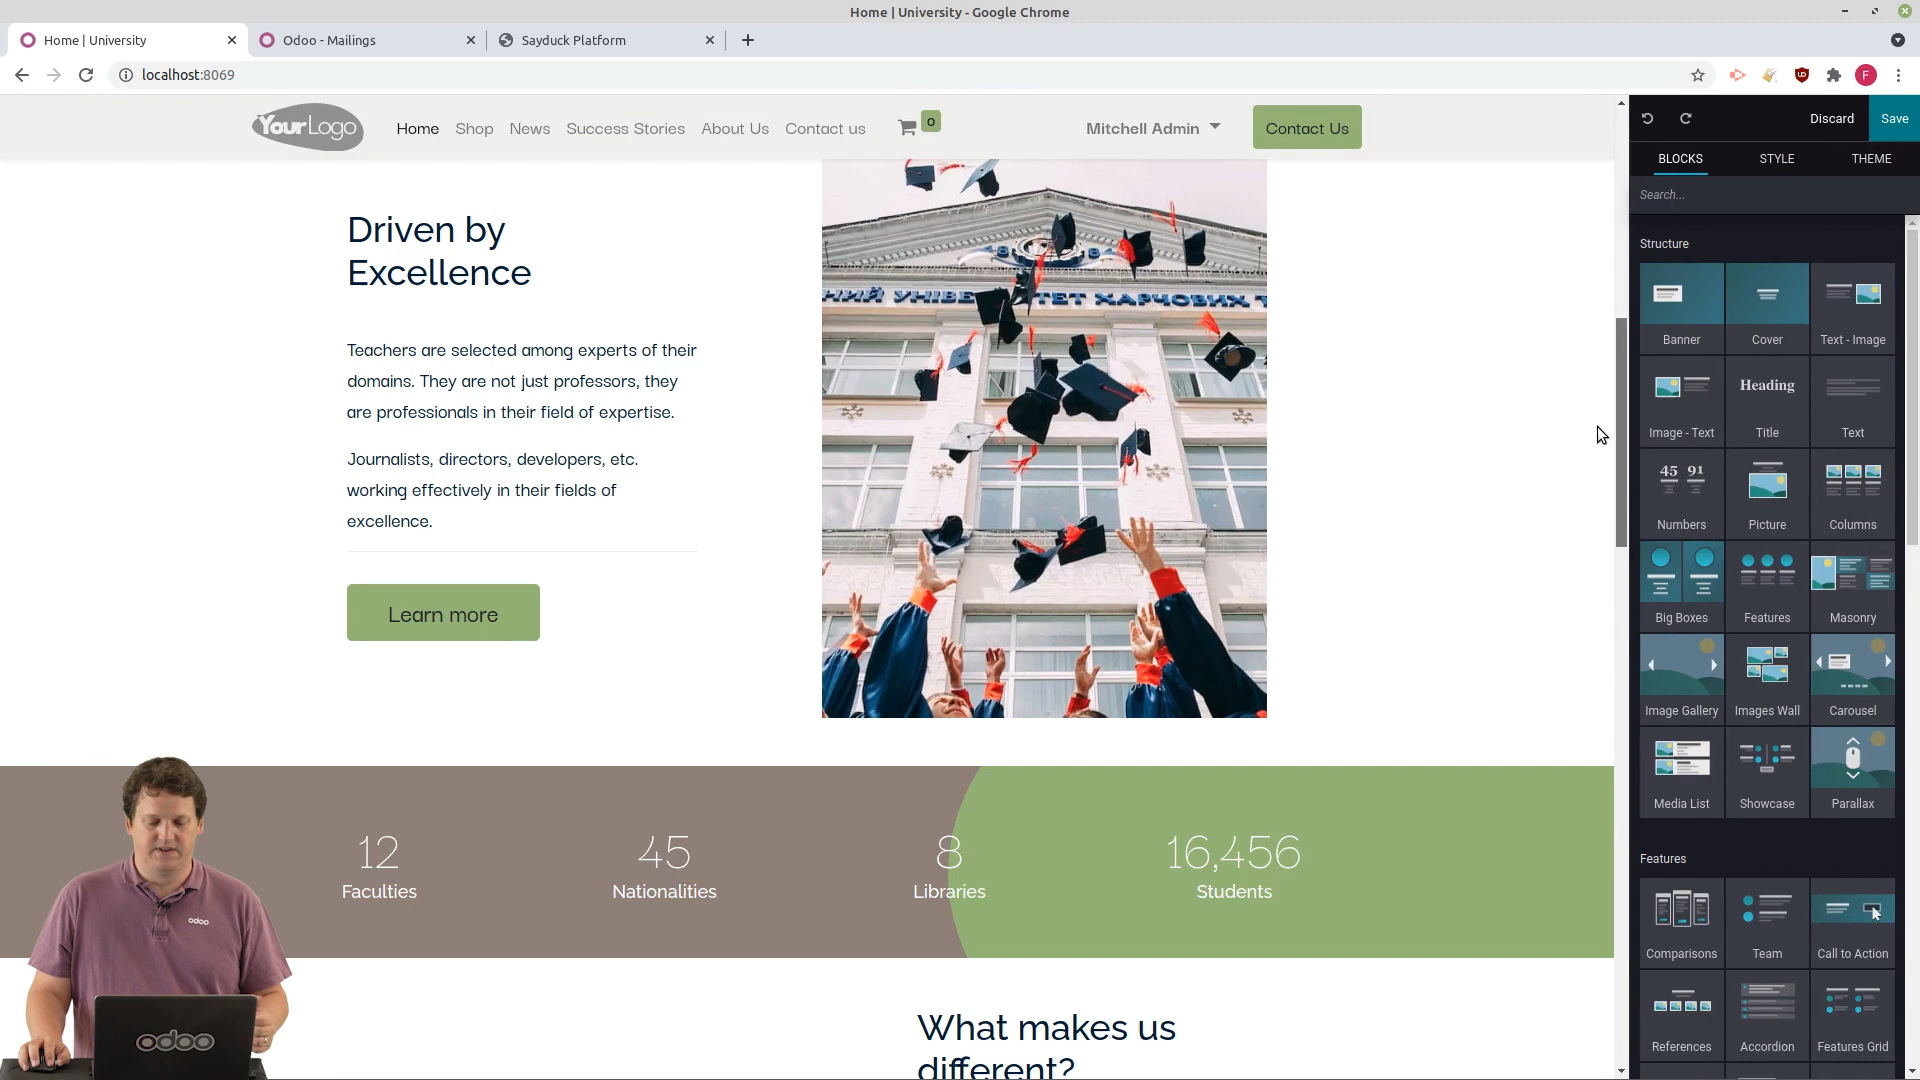 Home | University - Google Chrome
Home | University
Odoo - Mailings
Sayduck Platform
localhost:8069
F
YourLogo
Home
Shop
News
Success Stories
About Us
Contact us
0
Mitchell Admin
Contact Us
Discard
Save
BLOCKS
STYLE
THEME
Search...
Driven by
Excellence
Teachers are selected among experts of their
domains. They are not just professors, they
are professionals in their field of expertise.
Journalists, directors, developers, etc.
working effectively in their fields of
excellence.
Learn more
12
Faculties
45
Nationalities
8
Libraries
16,456
Students
What makes us
different?
odoo
odoo
Structure
Banner
Cover
Text - Image
Heading
Image - Text
Title
Text
45 91
Numbers
Picture
Columns
Big Boxes
Features
Masonry
Image Gallery
Images Wall
Carousel
Media List
Showcase
Parallax
Features
Comparisons
Team
Call to Action
References
Accordion
Features Grid